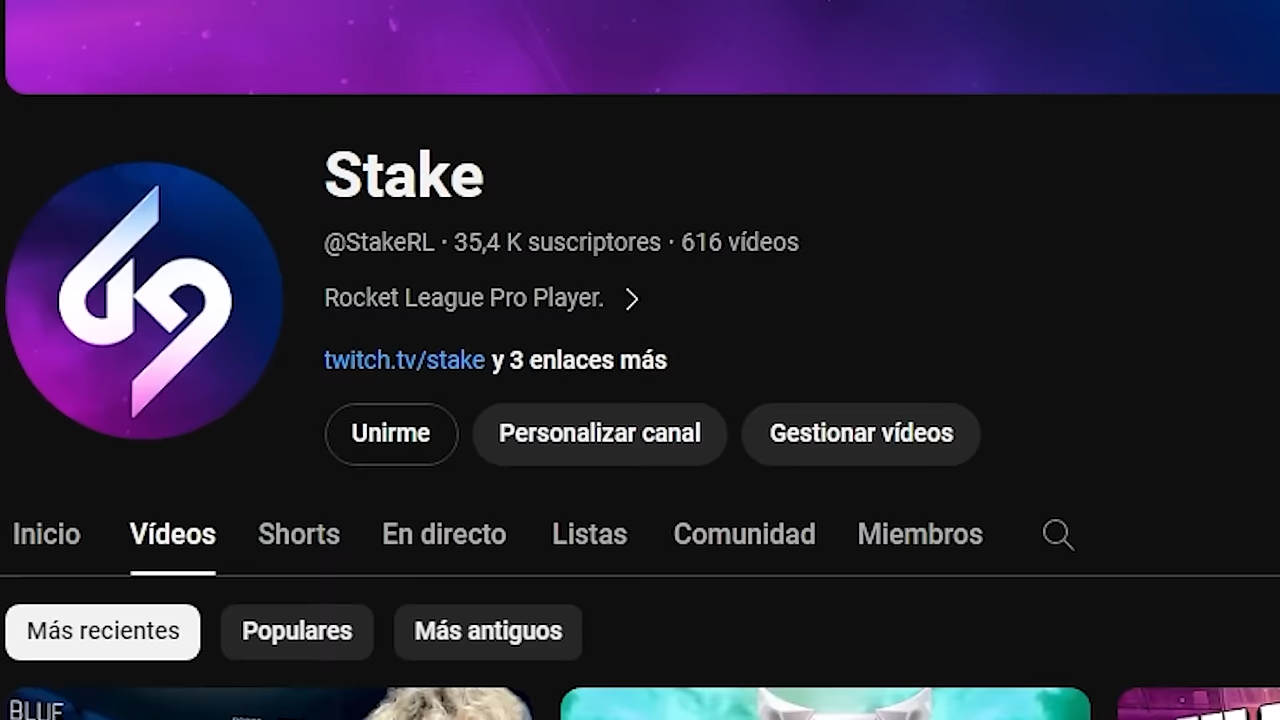 Stake
@StakeRL · 35,4 K suscriptores · 616 vídeos
Rocket League Pro Player.
twitch.tv/stake y 3 enlaces más
Unirme Personalizar canal Gestionar vídeos
Inicio Vídeos Shorts En directo Listas Comunidad Miembros
Más recientes Populares Más antiguos
BLUE